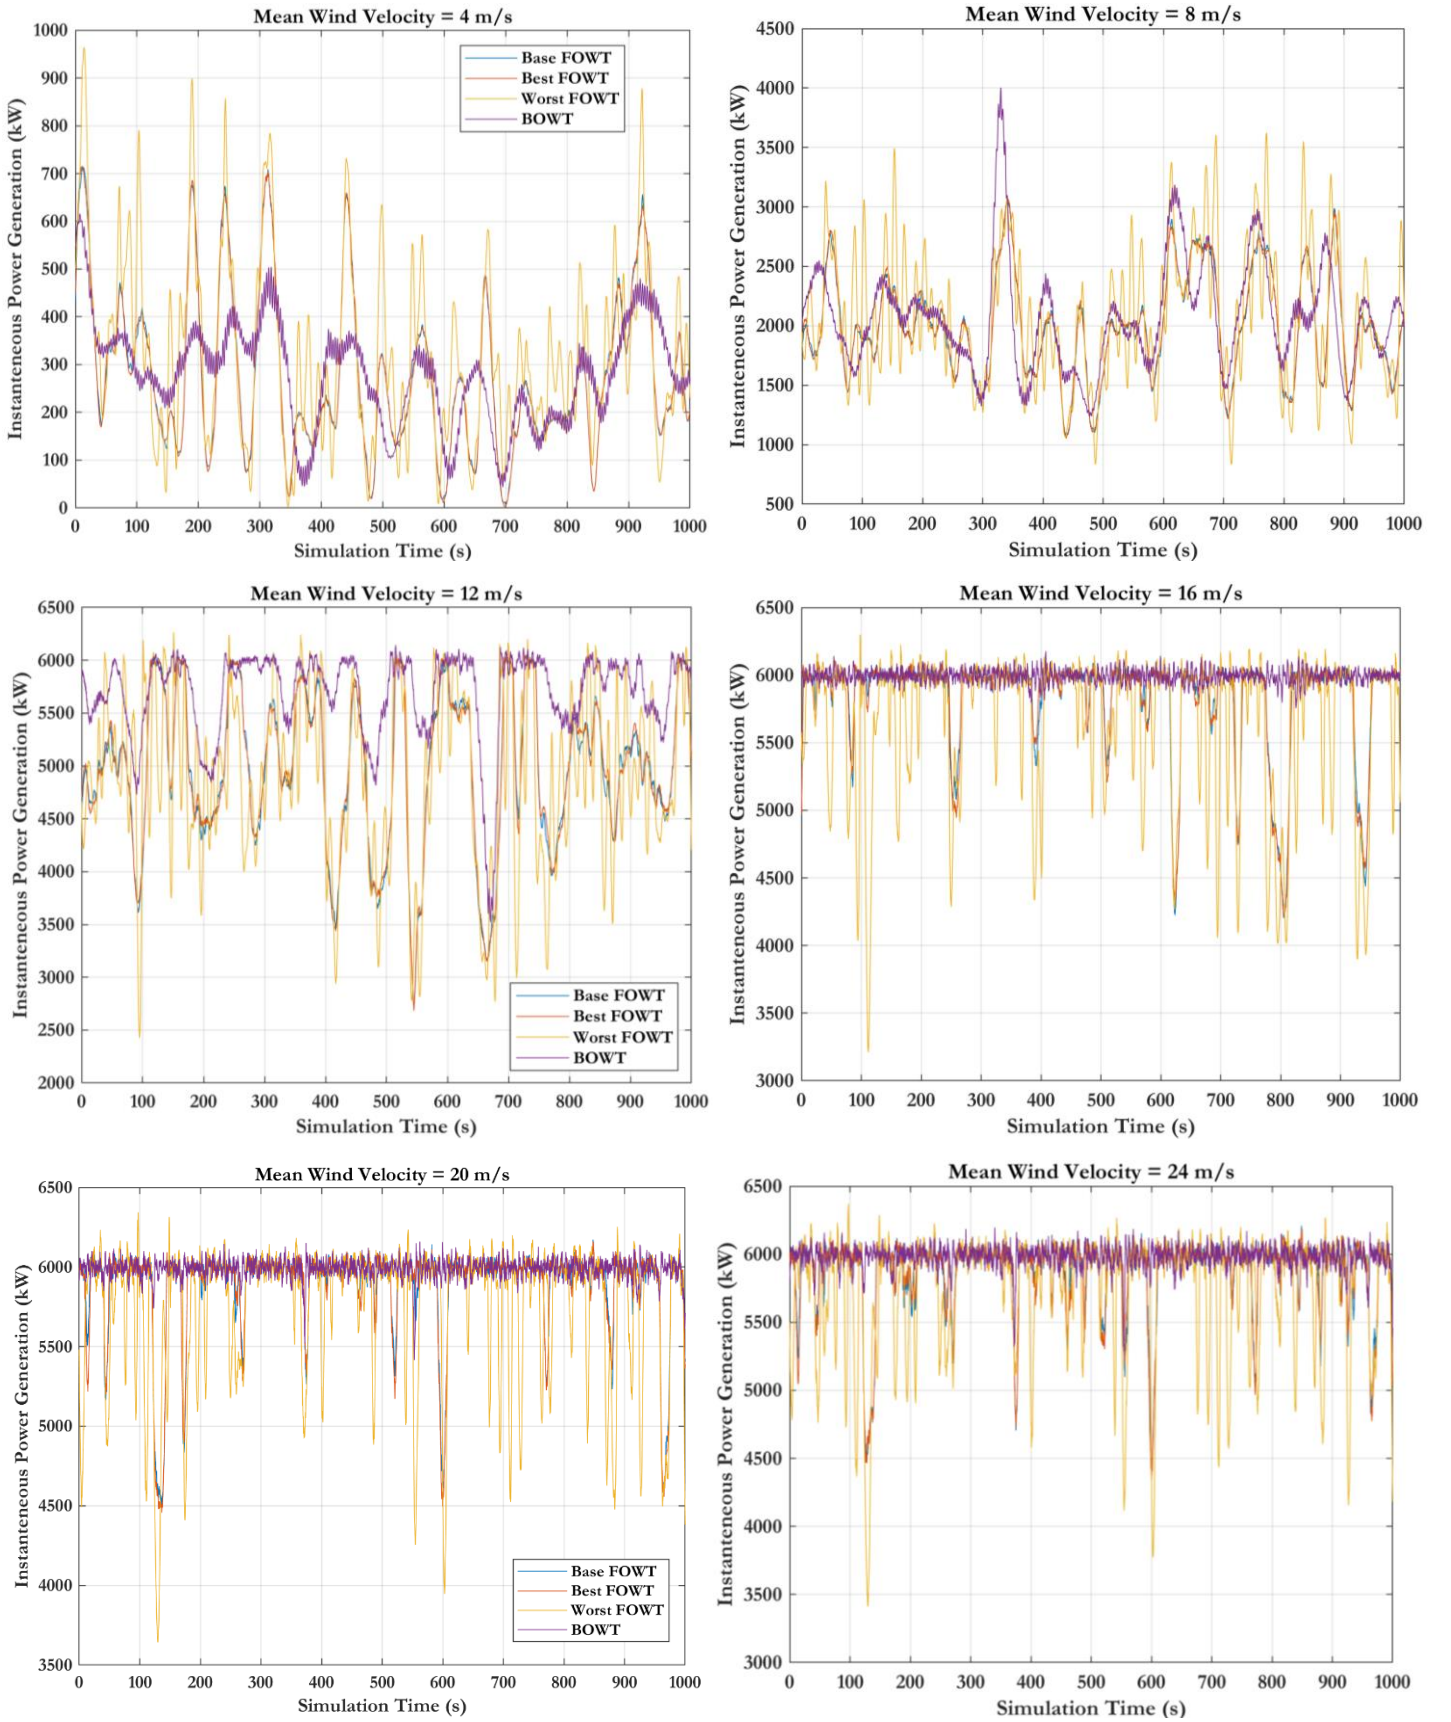 Mean Wind Velocity = 4 m/s
Instanteneous Power Generation (kW)
1000
900
800
700
600
500
400
300
200
100
0
Base FOWT
Best FOWT
Worst FOWT
BOWT
0 100 200 300 400 500 600 700 800 900 1000
Simulation Time (s)
Mean Wind Velocity = 8 m/s
Instanteneous Power Generation (kW)
4500
4000
3500
3000
2500
2000
1500
1000
500
0 100 200 300 400 500 600 700 800 900 1000
Simulation Time (s)
Mean Wind Velocity = 12 m/s
Instanteneous Power Generation (kW)
6500
6000
5500
5000
4500
4000
3500
3000
2500
2000
Base FOWT
Best FOWT
Worst FOWT
BOWT
0 100 200 300 400 500 600 700 800 900 1000
Simulation Time (s)
Mean Wind Velocity = 16 m/s
Instanteneous Power Generation (kW)
6500
6000
5500
5000
4500
4000
3500
3000
0 100 200 300 400 500 600 700 800 900 1000
Simulation Time (s)
Mean Wind Velocity = 20 m/s
Instanteneous Power Generation (kW)
6500
6000
5500
5000
4500
4000
3500
Base FOWT
Best FOWT
Worst FOWT
BOWT
0 100 200 300 400 500 600 700 800 900 1000
Simulation Time (s)
Mean Wind Velocity = 24 m/s
Instanteneous Power Generation (kW)
6500
6000
5500
5000
4500
4000
3500
3000
0 100 200 300 400 500 600 700 800 900 1000
Simulation Time (s)